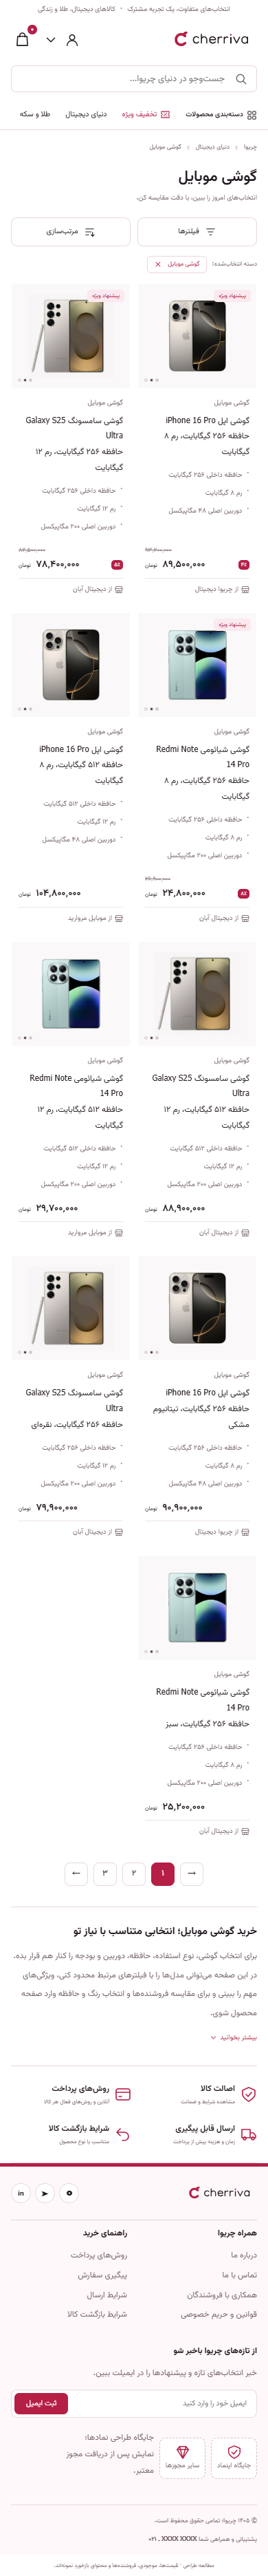 انتخاب‌های متفاوت، یک تجربه مشترک • کالاهای دیجیتال، طلا و زندگی
cherriva
جست‌وجو در دنیای چریوا...
دسته‌بندی محصولات
تخفیف ویژه
دنیای دیجیتال
طلا و سکه
چریوا
دنیای دیجیتال
گوشی موبایل
گوشی موبایل
انتخاب‌های امروز را ببین، با دقت مقایسه کن.
فیلترها
مرتب‌سازی
دسته انتخاب‌شده:
گوشی موبایل ×
پیشنهاد ویژه
گوشی موبایل
گوشی اپل iPhone 16 Pro
حافظه ۲۵۶ گیگابایت، رم ۸
گیگابایت
حافظه داخلی ۲۵۶ گیگابایت
رم ۸ گیگابایت
دوربین اصلی ۴۸ مگاپیکسل
۴٪
۸۹,۵۰۰,۰۰۰ تومان
از چریوا دیجیتال
پیشنهاد ویژه
گوشی موبایل
گوشی سامسونگ Galaxy S25
Ultra
حافظه ۲۵۶ گیگابایت، رم ۱۲
گیگابایت
حافظه داخلی ۲۵۶ گیگابایت
رم ۱۲ گیگابایت
دوربین اصلی ۲۰۰ مگاپیکسل
۵٪
۷۸,۴۰۰,۰۰۰ تومان
از دیجیتال آبان
پیشنهاد ویژه
گوشی موبایل
گوشی شیائومی Redmi Note
14 Pro
حافظه ۲۵۶ گیگابایت، رم ۸
گیگابایت
حافظه داخلی ۲۵۶ گیگابایت
رم ۸ گیگابایت
دوربین اصلی ۲۰۰ مگاپیکسل
۸٪
۲۴,۸۰۰,۰۰۰ تومان
از دیجیتال آبان
گوشی موبایل
گوشی اپل iPhone 16 Pro
حافظه ۵۱۲ گیگابایت، رم ۸
گیگابایت
حافظه داخلی ۵۱۲ گیگابایت
رم ۱۲ گیگابایت
دوربین اصلی ۴۸ مگاپیکسل
۱۰۴,۸۰۰,۰۰۰ تومان
از موبایل مروارید
گوشی موبایل
گوشی سامسونگ Galaxy S25
Ultra
حافظه ۵۱۲ گیگابایت، رم ۱۲
گیگابایت
حافظه داخلی ۵۱۲ گیگابایت
رم ۱۲ گیگابایت
دوربین اصلی ۲۰۰ مگاپیکسل
۸۸,۹۰۰,۰۰۰ تومان
از دیجیتال آبان
گوشی موبایل
گوشی شیائومی Redmi Note
14 Pro
حافظه ۵۱۲ گیگابایت، رم ۱۲
گیگابایت
حافظه داخلی ۵۱۲ گیگابایت
رم ۱۲ گیگابایت
دوربین اصلی ۲۰۰ مگاپیکسل
۲۹,۷۰۰,۰۰۰ تومان
از موبایل مروارید
گوشی موبایل
گوشی اپل iPhone 16 Pro
حافظه ۲۵۶ گیگابایت، تیتانیوم
مشکی
حافظه داخلی ۲۵۶ گیگابایت
رم ۸ گیگابایت
دوربین اصلی ۴۸ مگاپیکسل
۹۰,۹۰۰,۰۰۰ تومان
از چریوا دیجیتال
گوشی موبایل
گوشی سامسونگ Galaxy S25
Ultra
حافظه ۲۵۶ گیگابایت، نقره‌ای
حافظه داخلی ۲۵۶ گیگابایت
رم ۱۲ گیگابایت
دوربین اصلی ۲۰۰ مگاپیکسل
۷۹,۹۰۰,۰۰۰ تومان
از دیجیتال آبان
گوشی موبایل
گوشی شیائومی Redmi Note
14 Pro
حافظه ۲۵۶ گیگابایت، سبز
حافظه داخلی ۲۵۶ گیگابایت
رم ۸ گیگابایت
دوربین اصلی ۲۰۰ مگاپیکسل
۲۵,۲۰۰,۰۰۰ تومان
از دیجیتال آبان
→ ۱ ۲ ۳ ←
خرید گوشی موبایل؛ انتخابی متناسب با نیاز تو
برای انتخاب گوشی، نوع استفاده، حافظه، دوربین و بودجه را کنار هم قرار بده.
در این صفحه می‌توانی مدل‌ها را با فیلترهای مرتبط محدود کنی، ویژگی‌های
مهم را ببینی و برای مقایسه فروشنده‌ها و انتخاب رنگ و حافظه وارد صفحه
محصول شوی.
بیشتر بخوانید
اصالت کالا
مشاهده شرایط و ضمانت
روش‌های پرداخت
آنلاین و روش‌های فعال هر کالا
ارسال قابل پیگیری
زمان و هزینه پیش از پرداخت
شرایط بازگشت کالا
متناسب با نوع محصول
cherriva
in
همراه چریوا
درباره ما
تماس با ما
همکاری با فروشندگان
قوانین و حریم خصوصی
راهنمای خرید
روش‌های پرداخت
پیگیری سفارش
شرایط ارسال
شرایط بازگشت کالا
از تازه‌های چریوا باخبر شو
خبر انتخاب‌های تازه و پیشنهادها را در ایمیلت ببین.
ایمیل خود را وارد کنید
ثبت ایمیل
جایگاه اینماد
سایر مجوزها
جایگاه طراحی نمادها؛
نمایش پس از دریافت مجوز
معتبر.
© ۱۴۰۵ چریوا؛ تمامی حقوق محفوظ است.
پشتیبانی و همراهی شما ۰۲۱ ـ XXXX XXXX
مطالعه طراحی · قیمت‌ها، موجودی، فروشنده‌ها و محتوای بازخورد نمونه‌اند.